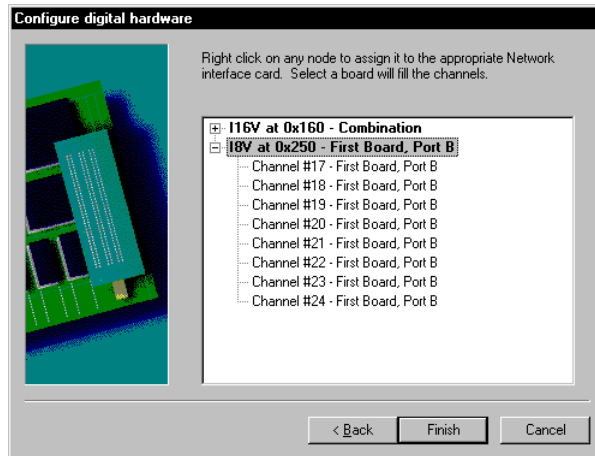 Configure digital hardware
Right click on any node to assign it to the appropriate Network
interface card. Select a board will fill the channels.
I16V at 0x160 - Combination
I8V at 0x250 - First Board, Port B
Channel #17 - First Board, Port B
Channel #18 - First Board, Port B
Channel #19 - First Board, Port B
Channel #20 - First Board, Port B
Channel #21 - First Board, Port B
Channel #22 - First Board, Port B
Channel #23 - First Board, Port B
Channel #24 - First Board, Port B
< Back
Finish
Cancel